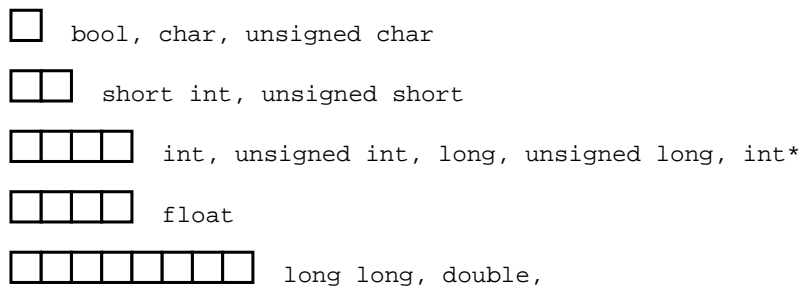 bool, char, unsigned char
short int, unsigned short
int, unsigned int, long, unsigned long, int*
float
long long, double,